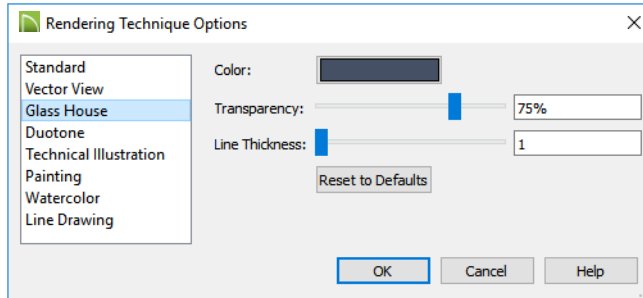 Rendering Technique Options
Standard
Vector View
Glass House
Duotone
Technical Illustration
Painting
Watercolor
Line Drawing
Color:
Transparency: 75%
Line Thickness: 1
Reset to Defaults
OK Cancel Help